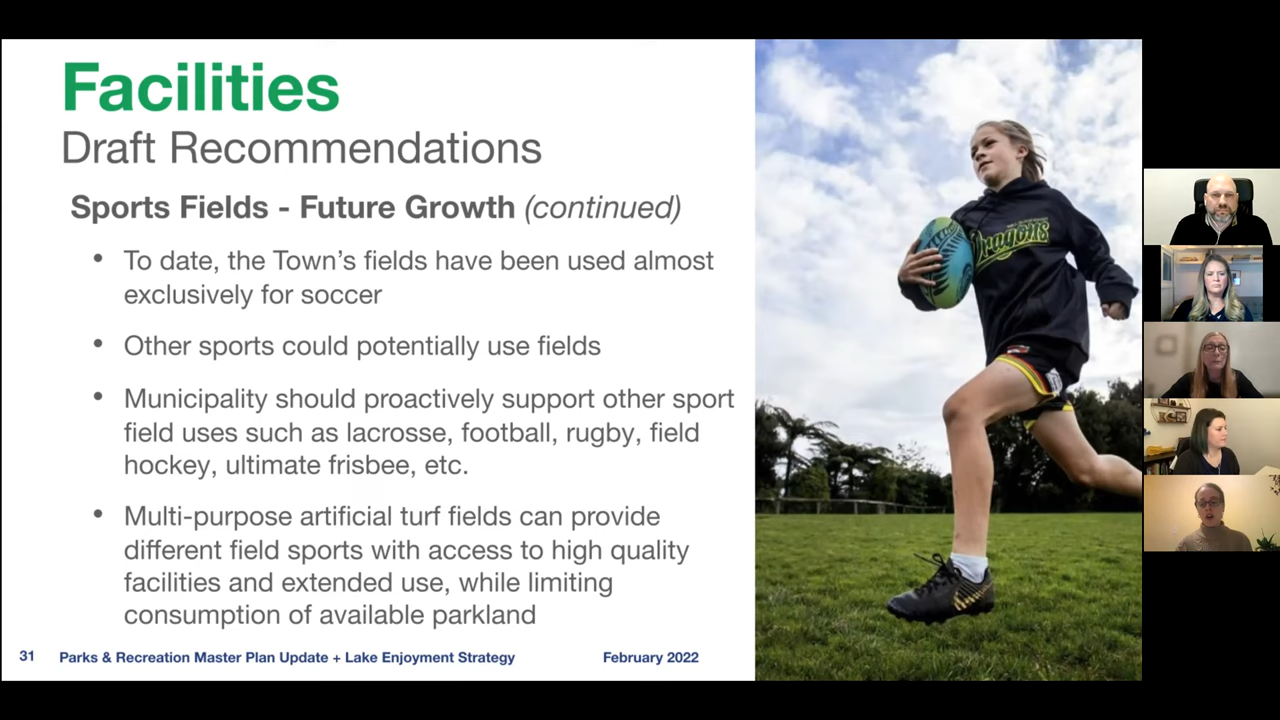 Facilities
Draft Recommendations
Sports Fields - Future Growth (continued)
• To date, the Town's fields have been used almost
exclusively for soccer
• Other sports could potentially use fields
• Municipality should proactively support other sport
field uses such as lacrosse, football, rugby, field
hockey, ultimate frisbee, etc.
• Multi-purpose artificial turf fields can provide
different field sports with access to high quality
facilities and extended use, while limiting
consumption of available parkland
31 Parks & Recreation Master Plan Update + Lake Enjoyment Strategy February 2022
Dragons